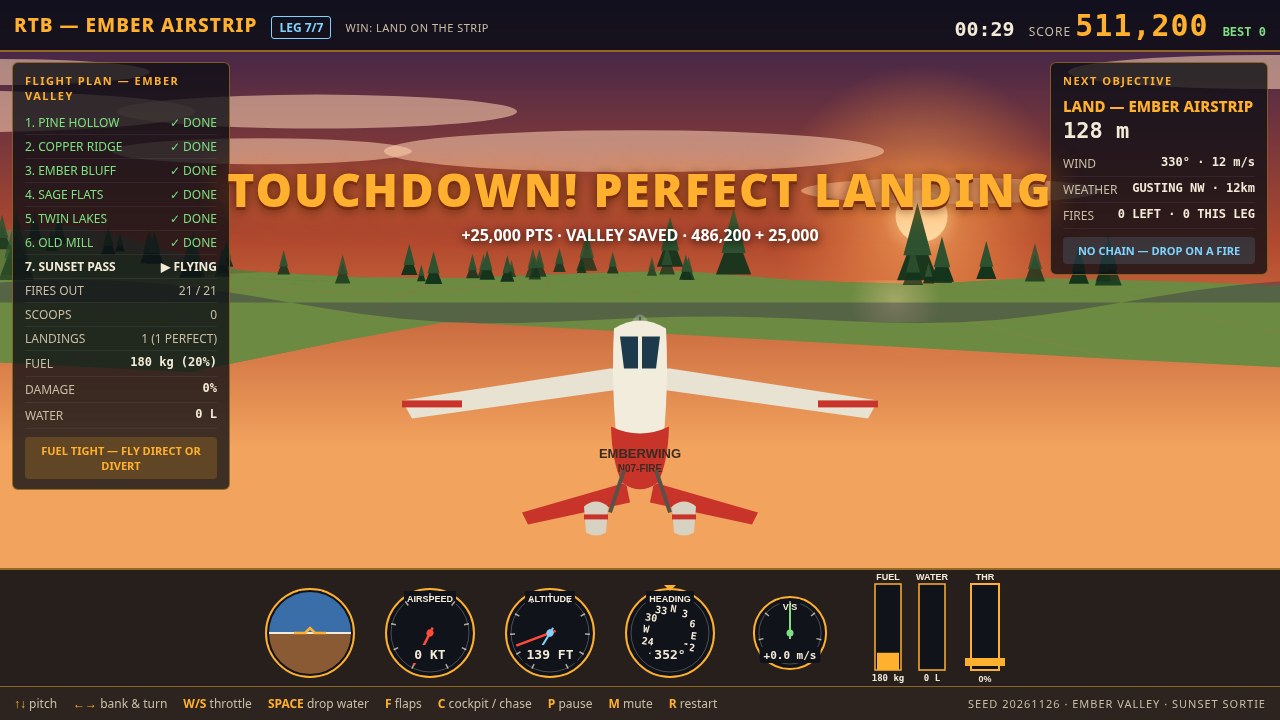 RTB — EMBER AIRSTRIP
LEG 7/7
WIN: LAND ON THE STRIP
00:29
SCORE 511,200
BEST 0
FLIGHT PLAN — EMBER
VALLEY
1. PINE HOLLOW ✓ DONE
2. COPPER RIDGE ✓ DONE
3. EMBER BLUFF ✓ DONE
4. SAGE FLATS ✓ DONE
5. TWIN LAKES ✓ DONE
6. OLD MILL ✓ DONE
7. SUNSET PASS ▶ FLYING
FIRES OUT 21 / 21
SCOOPS 0
LANDINGS 1 (1 PERFECT)
FUEL 180 kg (20%)
DAMAGE 0%
WATER 0 L
FUEL TIGHT — FLY DIRECT OR
DIVERT
TOUCHDOWN! PERFECT LANDING
+25,000 PTS · VALLEY SAVED · 486,200 + 25,000
NEXT OBJECTIVE
LAND — EMBER AIRSTRIP
128 m
WIND 330° · 12 m/s
WEATHER GUSTING NW · 12km
FIRES 0 LEFT · 0 THIS LEG
NO CHAIN — DROP ON A FIRE
EMBERWING
N07-FIRE
AIRSPEED
0 KT
ALTITUDE
139 FT
HEADING
24 W 30 33 N 3 6 E
352°
V/S
+0.0 m/s
FUEL
180 kg
WATER
0 L
THR
0%
↑↓ pitch ←→ bank & turn W/S throttle SPACE drop water F flaps C cockpit / chase P pause M mute R restart
SEED 20261126 · EMBER VALLEY · SUNSET SORTIE